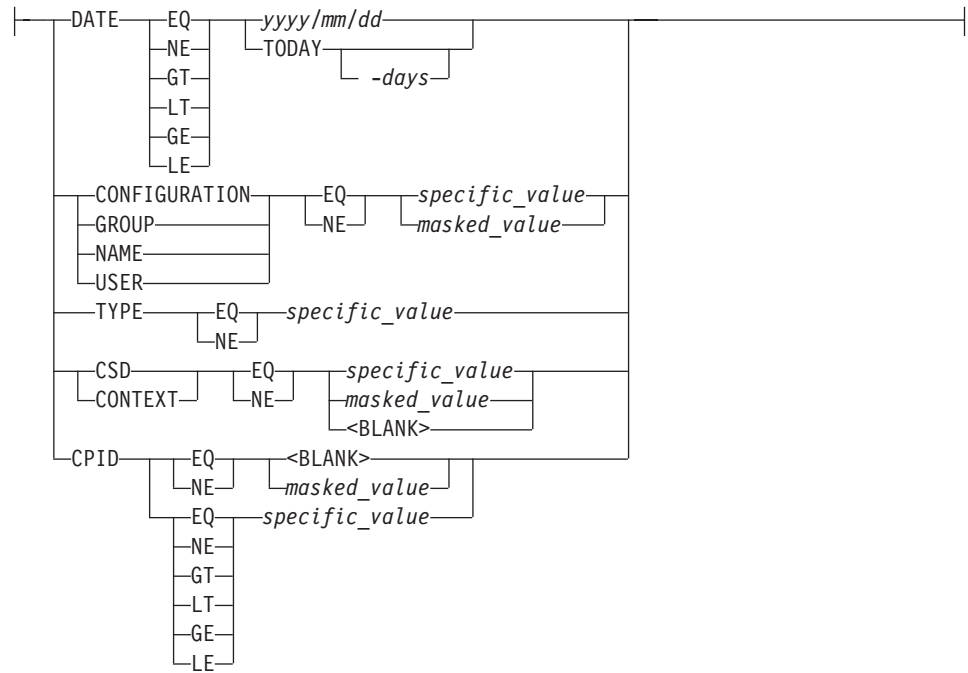 DATE EQ yyyy/mm/dd
NE TODAY
GT -days
LT
GE
LE
CONFIGURATION EQ specific_value
GROUP NE masked_value
NAME
USER
TYPE EQ specific_value
NE
CSD EQ specific_value
CONTEXT NE masked_value
<BLANK>
CPID EQ <BLANK>
NE masked_value
EQ specific_value
NE
GT
LT
GE
LE